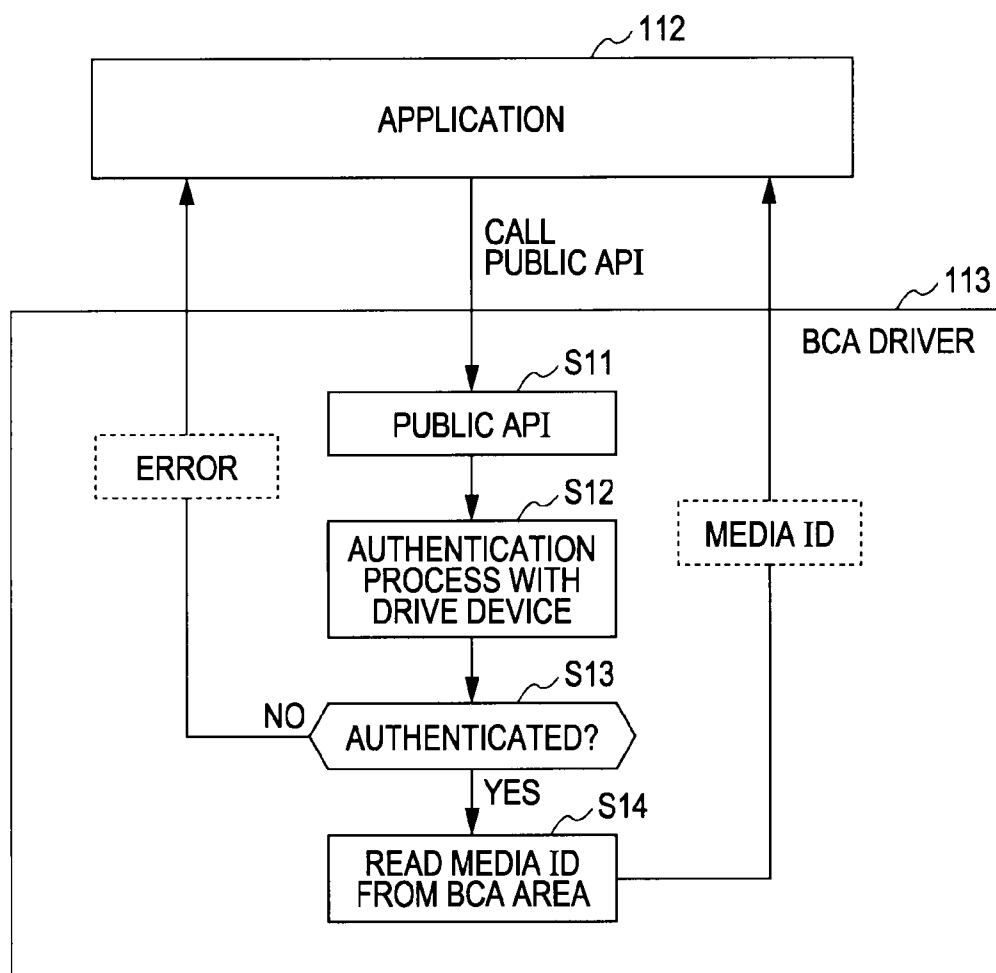 112
APPLICATION
CALL
PUBLIC API
113
BCA DRIVER
S11
PUBLIC API
ERROR
S12
AUTHENTICATION
PROCESS WITH
DRIVE DEVICE
MEDIA ID
S13
NO
AUTHENTICATED?
YES
S14
READ MEDIA ID
FROM BCA AREA